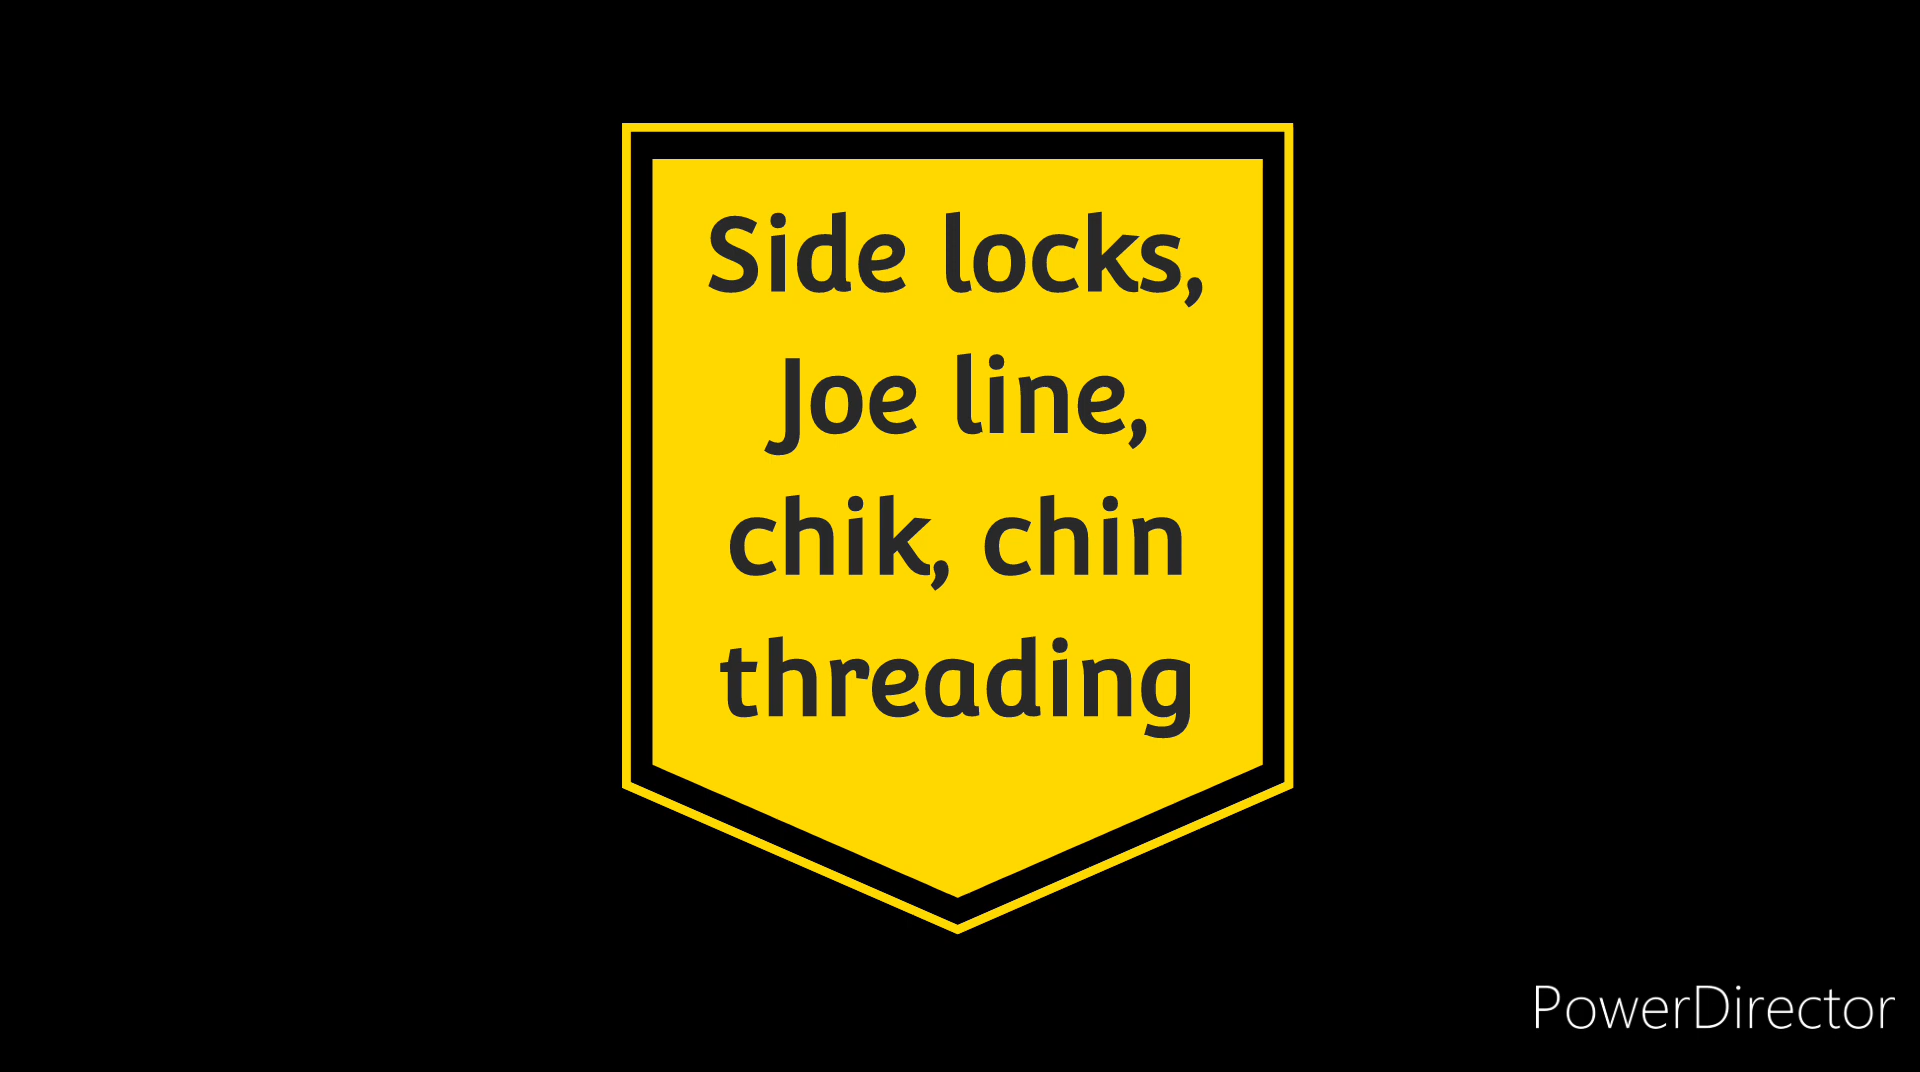 Side locks,
Joe line,
chik, chin
threading
PowerDirector